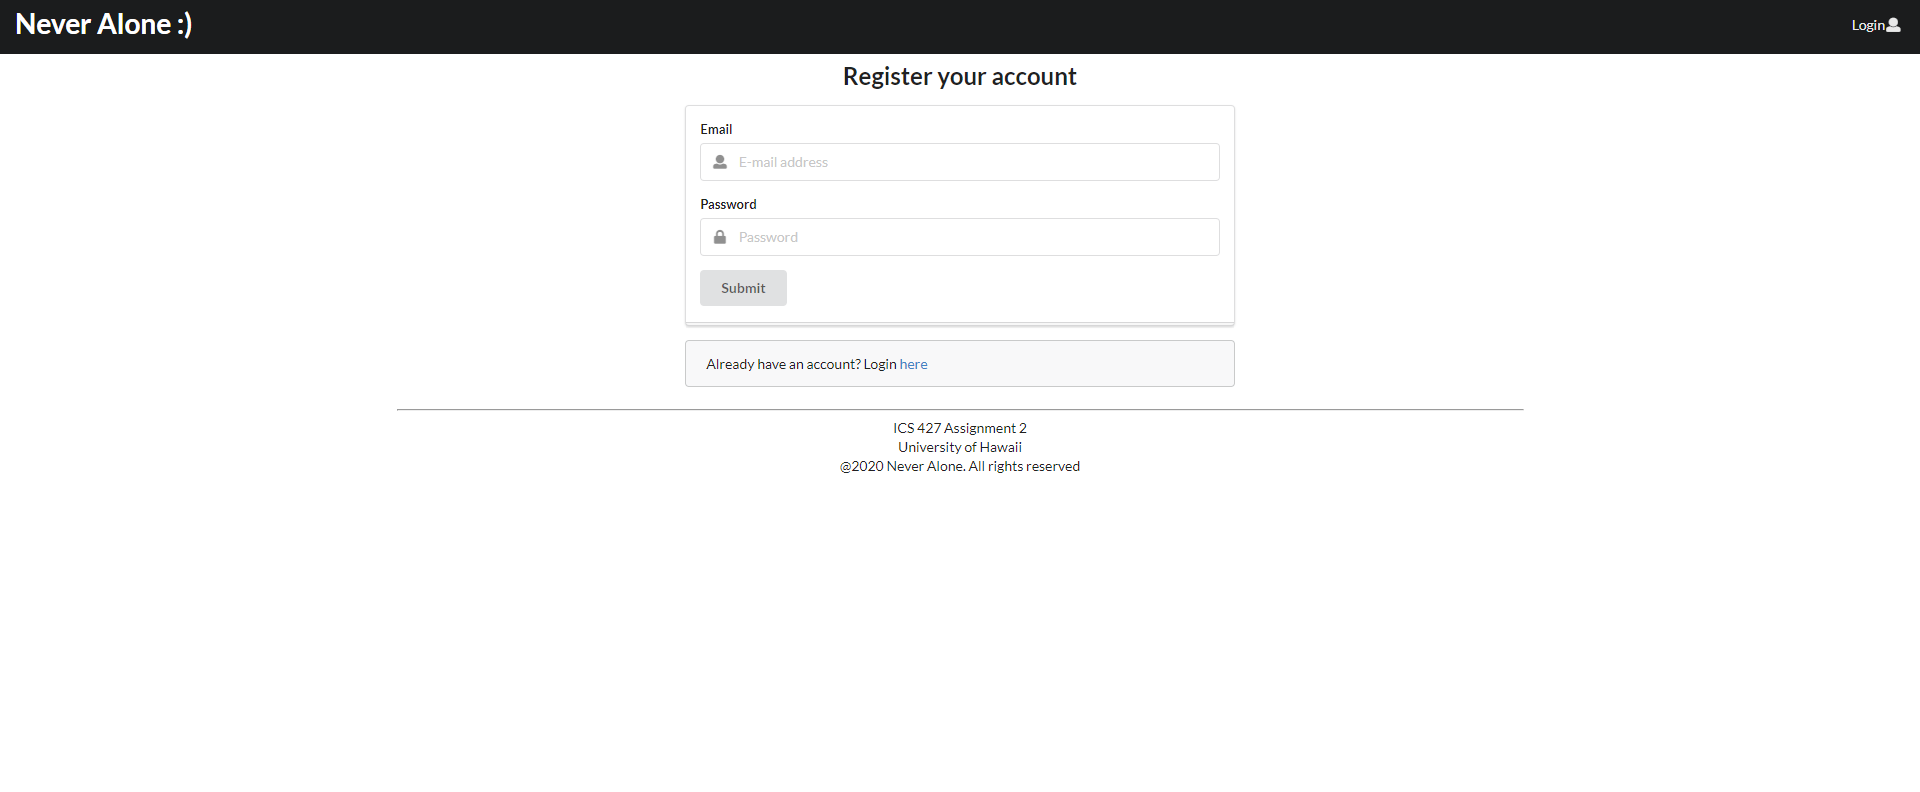 Never Alone :)
Login
Register your account
Email
E-mail address
Password
Password
Submit
Already have an account? Login here
ICS 427 Assignment 2
University of Hawaii
@2020 Never Alone. All rights reserved